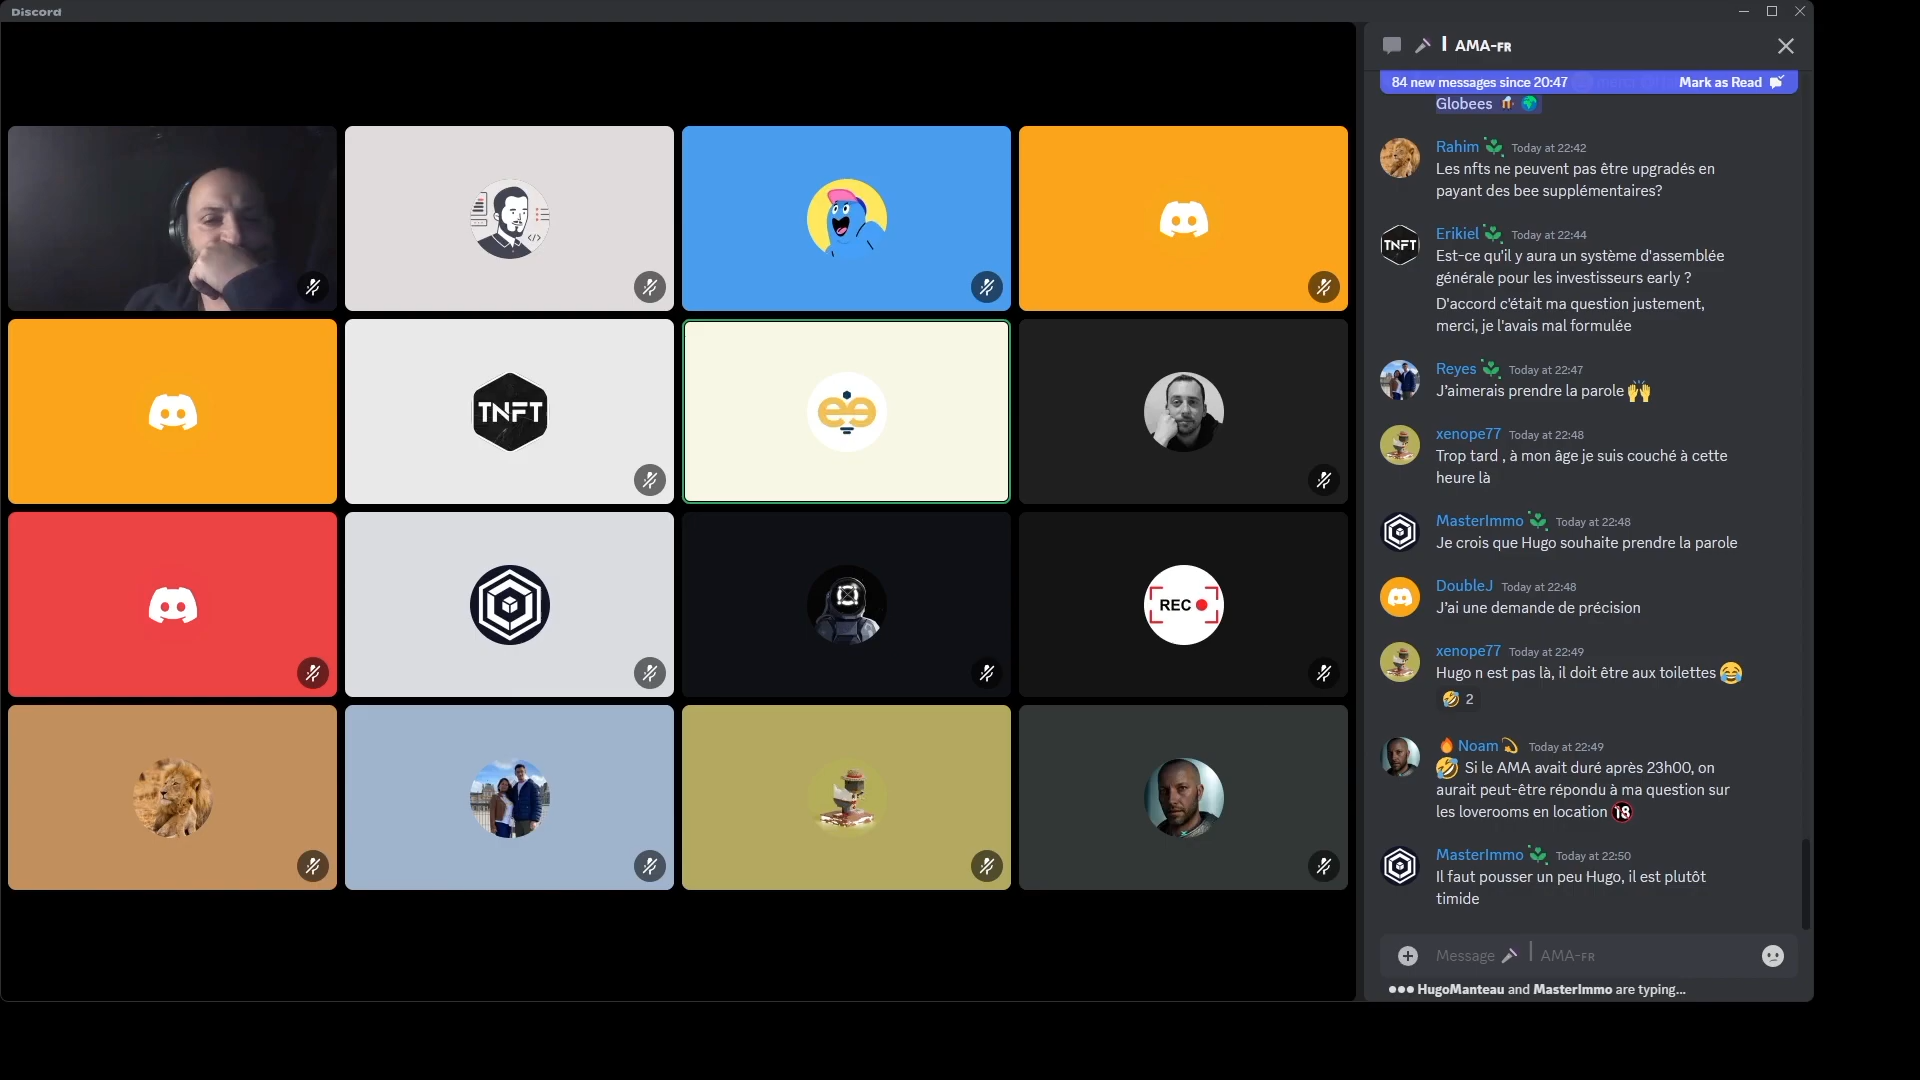 Discord
AMA-FR
84 new messages since 20:47
Mark as Read
Globees
Rahim Today at 22:42
Les nfts ne peuvent pas être upgradés en
payant des bee supplémentaires?
Erikiel Today at 22:44
Est-ce qu'il y aura un système d'assemblée
générale pour les investisseurs early ?
D'accord c'était ma question justement,
merci, je l'avais mal formulée
Reyes Today at 22:47
J'aimerais prendre la parole 🙌
xenope77 Today at 22:48
Trop tard , à mon âge je suis couché à cette
heure là
MasterImmo Today at 22:48
Je crois que Hugo souhaite prendre la parole
DoubleJ Today at 22:48
J'ai une demande de précision
xenope77 Today at 22:49
Hugo n est pas là, il doit être aux toilettes 😂
🤣 2
🔥 Noam 💫 Today at 22:49
🤣 Si le AMA avait duré après 23h00, on
aurait peut-être répondu à ma question sur
les loverooms en location 🔞
MasterImmo Today at 22:50
Il faut pousser un peu Hugo, il est plutôt
timide
Message AMA-FR
HugoManteau and MasterImmo are typing...
TNFT
TNFT
REC